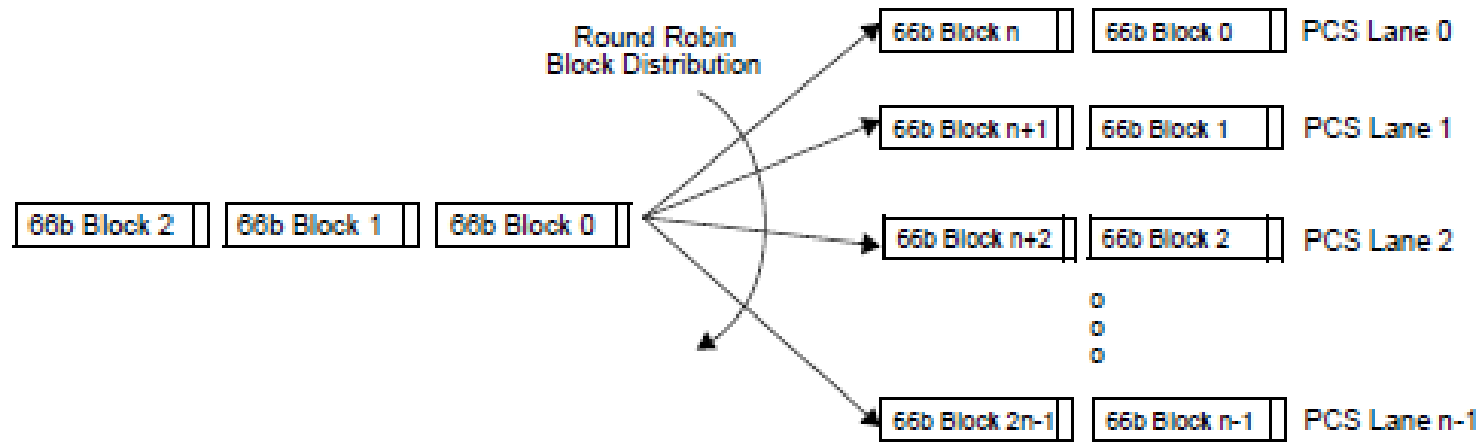 Round Robin
Block Distribution
66b Block n 66b Block 0 PCS Lane 0
66b Block n+1 66b Block 1 PCS Lane 1
66b Block 2 66b Block 1 66b Block 0
66b Block n+2 66b Block 2 PCS Lane 2
o
o
o
66b Block 2n-1 66b Block n-1 PCS Lane n-1